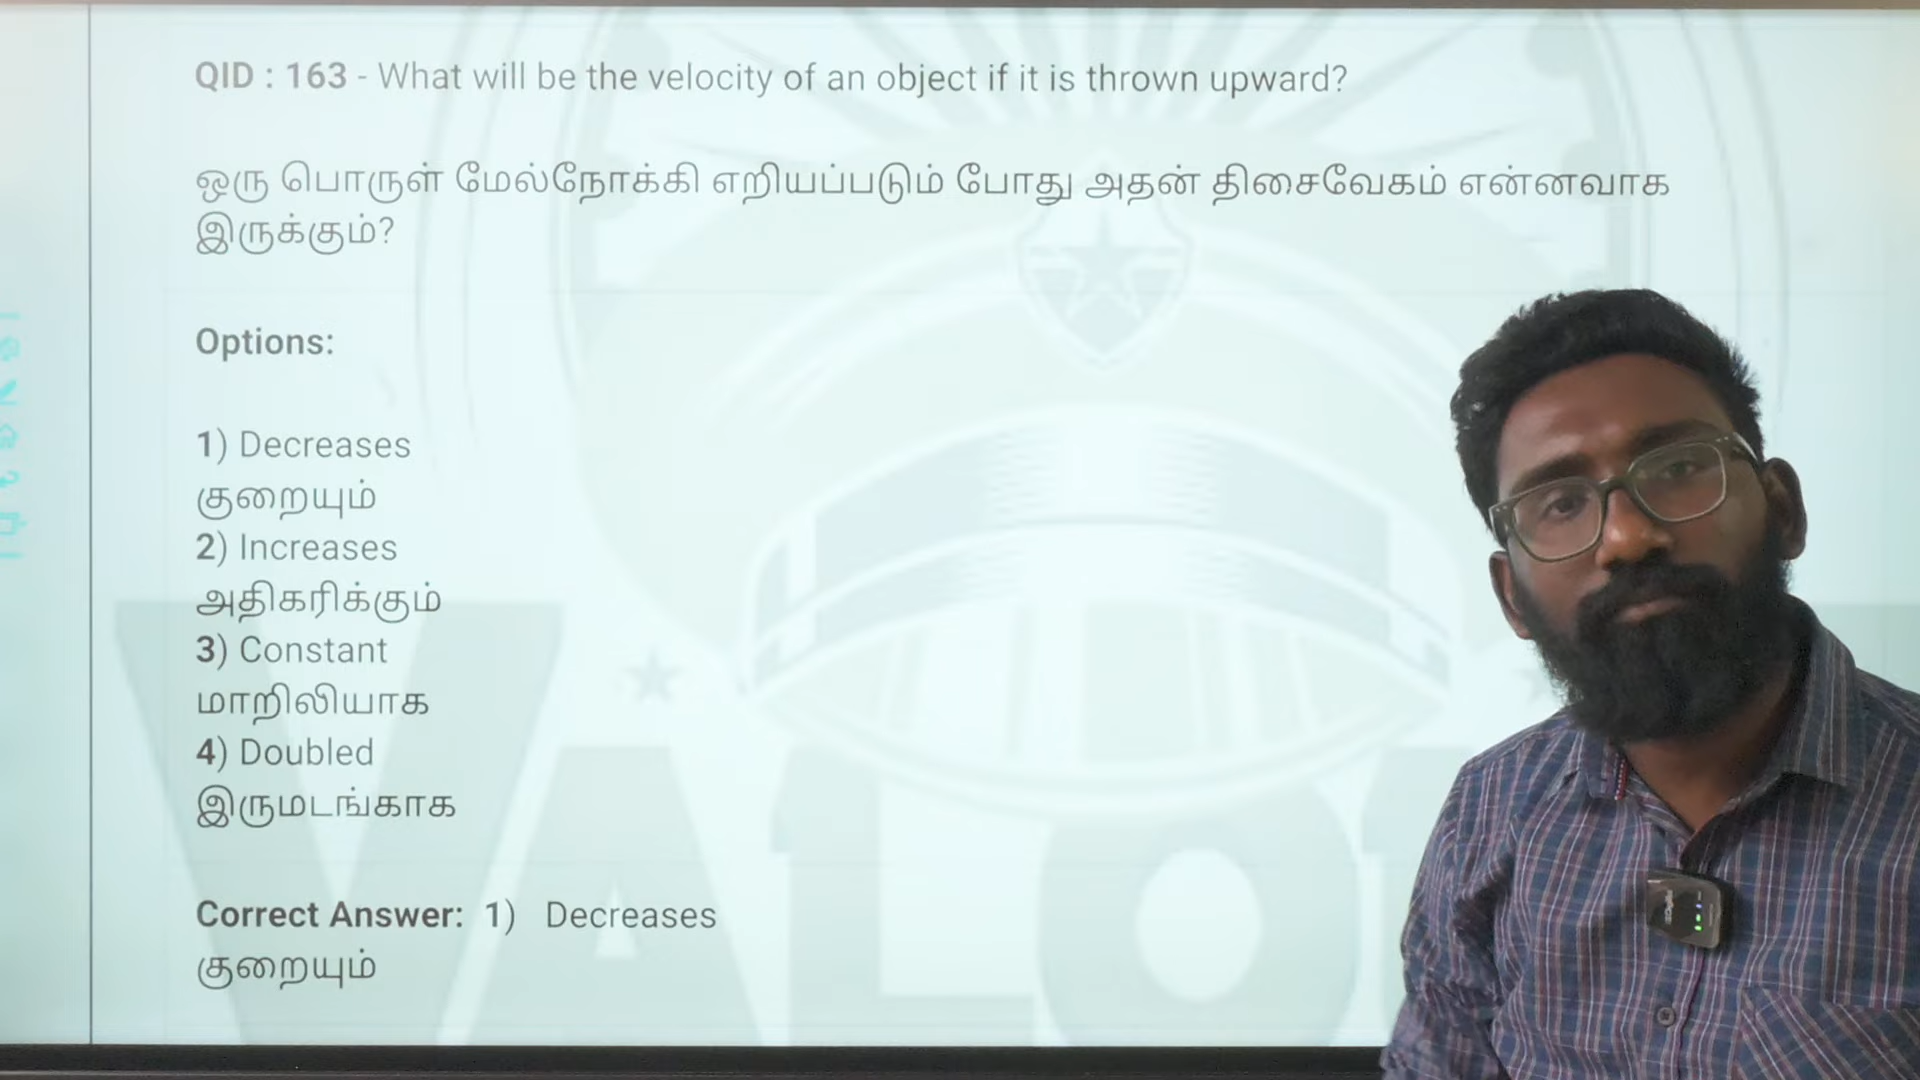 QID : 163 - What will be the velocity of an object if it is thrown upward?
ஒரு பொருள் மேல்நோக்கி எறியப்படும் போது அதன் திசைவேகம் என்னவாக
இருக்கும்?
Options:
1) Decreases
குறையும்
2) Increases
அதிகரிக்கும்
3) Constant
மாறிலியாக
4) Doubled
இருமடங்காக
Correct Answer: 1) Decreases
குறையும்